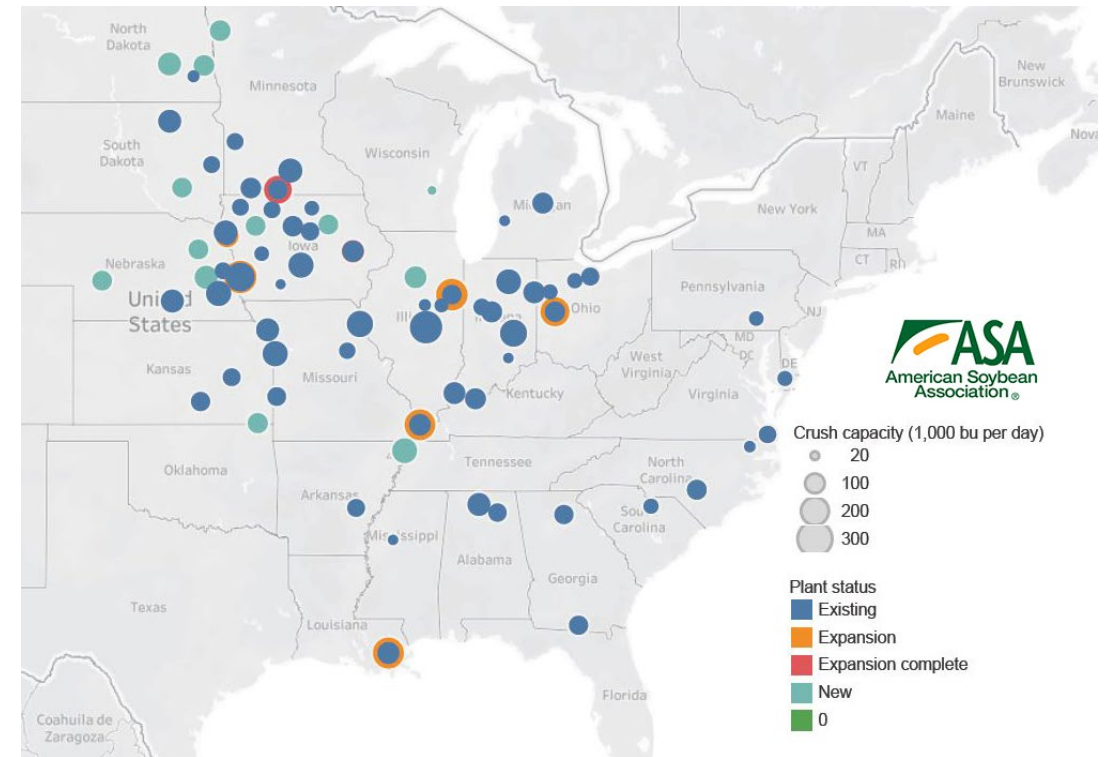 North
Dakota
Minnesota
New
Brunswick
Maine
Nova
South
Dakota
Wisconsin
VT
New York
MA
CT
RI
Iowa
Nebraska
United
States
Pennsylvania
Ohio
NJ
MD
DC
DE
West
Virginia
Kansas
Missouri
Kentucky
Virginia
Oklahoma
Tennessee
North
Carolina
Arkansas
South
Carolina
Mississippi
Alabama
Georgia
Texas
Louisiana
Florida
Coahuila de
Zaragoza
ASA
American Soybean
Association®
Crush capacity (1,000 bu per day)
20
100
200
300
Plant status
Existing
Expansion
Expansion complete
New
0